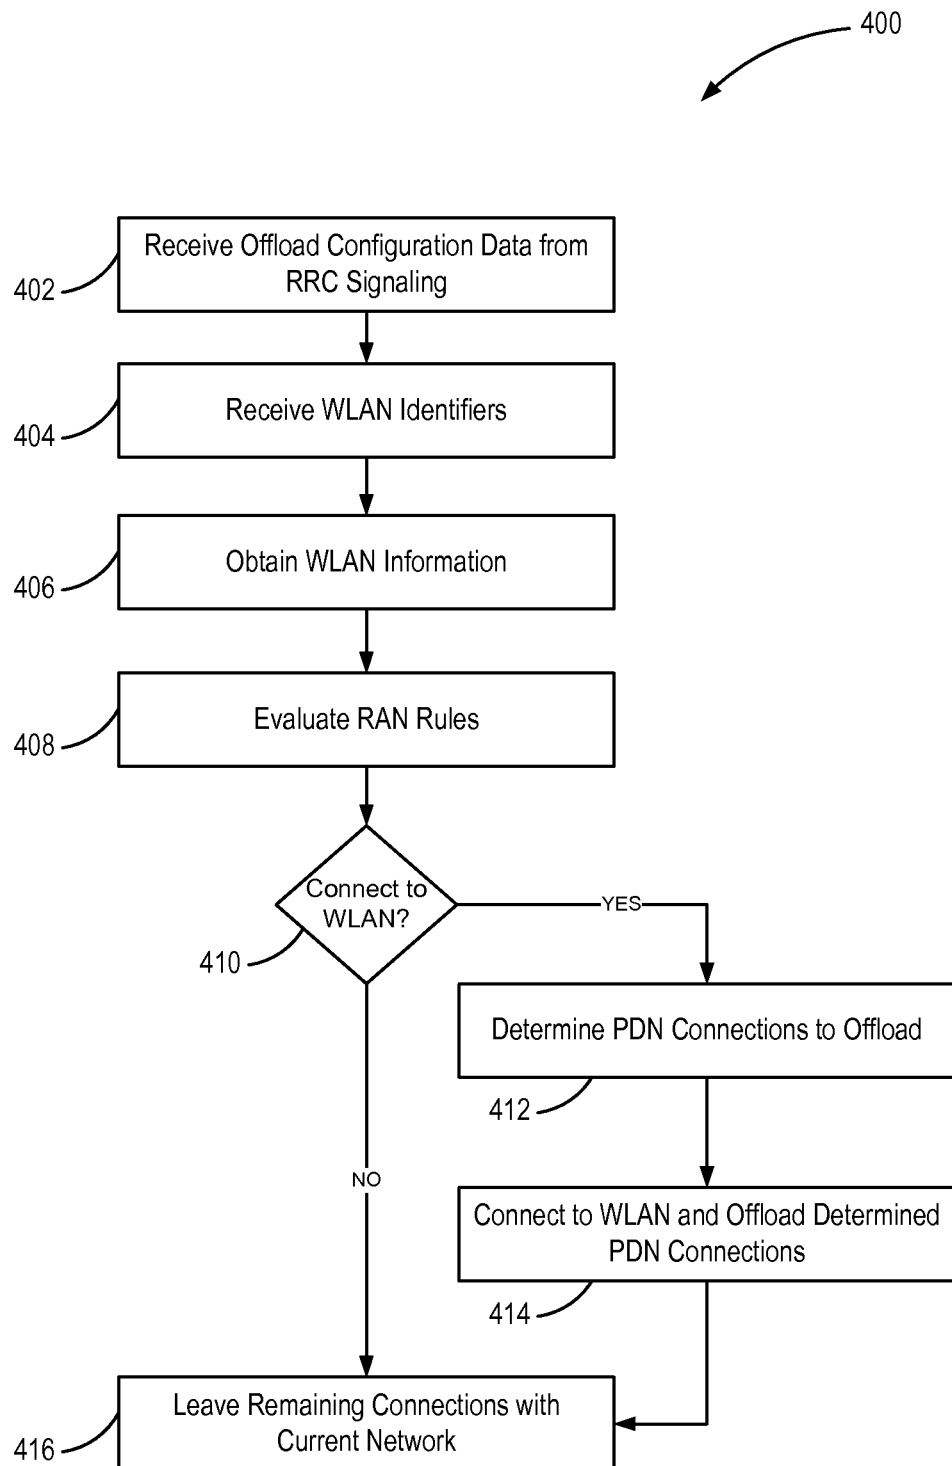 400
Receive Offload Configuration Data from
RRC Signaling
402
Receive WLAN Identifiers
404
Obtain WLAN Information
406
Evaluate RAN Rules
408
Connect to
WLAN?
410
YES
Determine PDN Connections to Offload
412
NO
Connect to WLAN and Offload Determined
PDN Connections
414
Leave Remaining Connections with
Current Network
416